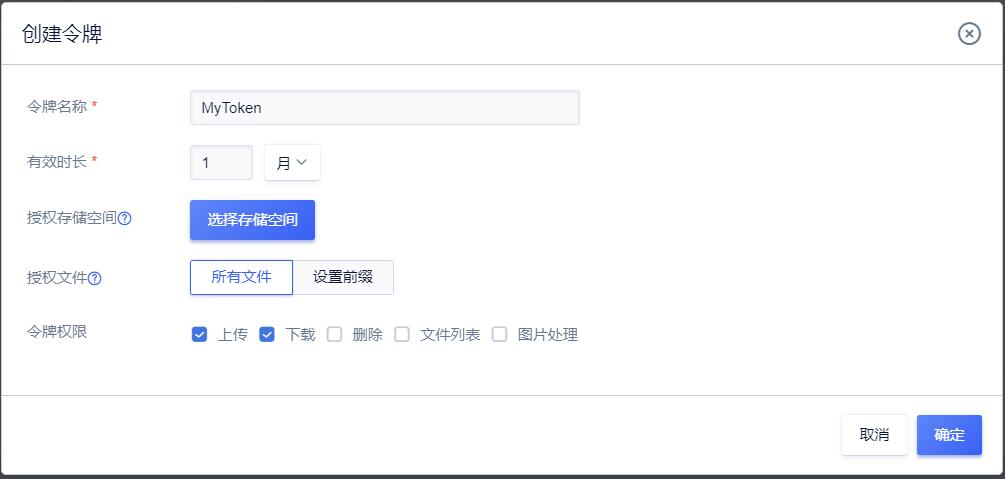 创建令牌
令牌名称 * MyToken
有效时长 * 1 月
授权存储空间 选择存储空间
授权文件 所有文件 设置前缀
令牌权限 上传 下载 删除 文件列表 图片处理
取消 确定